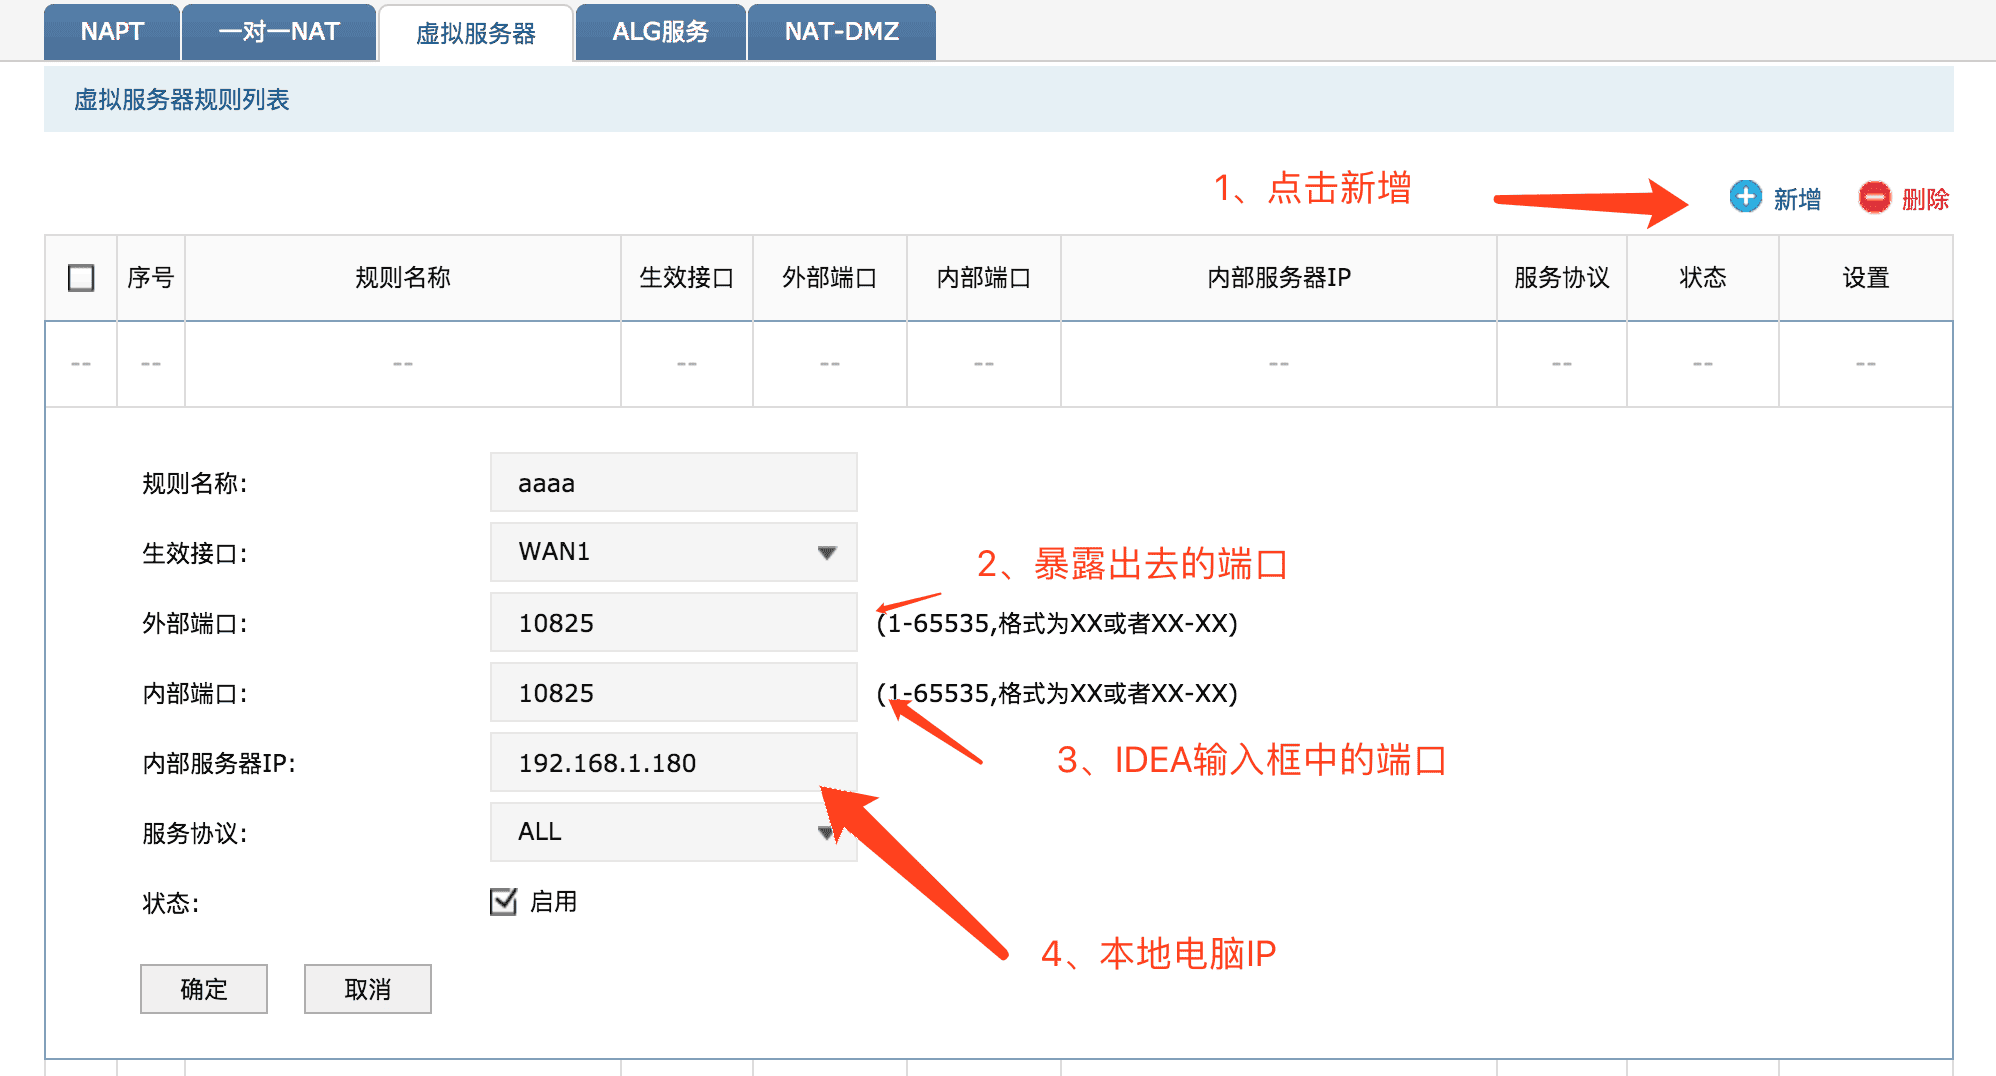 NAPT 一对一NAT 虚拟服务器 ALG服务 NAT-DMZ
虚拟服务器规则列表
1、点击新增 新增 删除
序号 规则名称 生效接口 外部端口 内部端口 内部服务器IP 服务协议 状态 设置
-- -- -- -- -- -- -- -- -- --
规则名称: aaaa
生效接口: WAN1
2、暴露出去的端口
外部端口: 10825 (1-65535,格式为XX或者XX-XX)
内部端口: 10825 (1-65535,格式为XX或者XX-XX)
3、IDEA输入框中的端口
内部服务器IP: 192.168.1.180
服务协议: ALL
状态: 启用
4、本地电脑IP
确定 取消